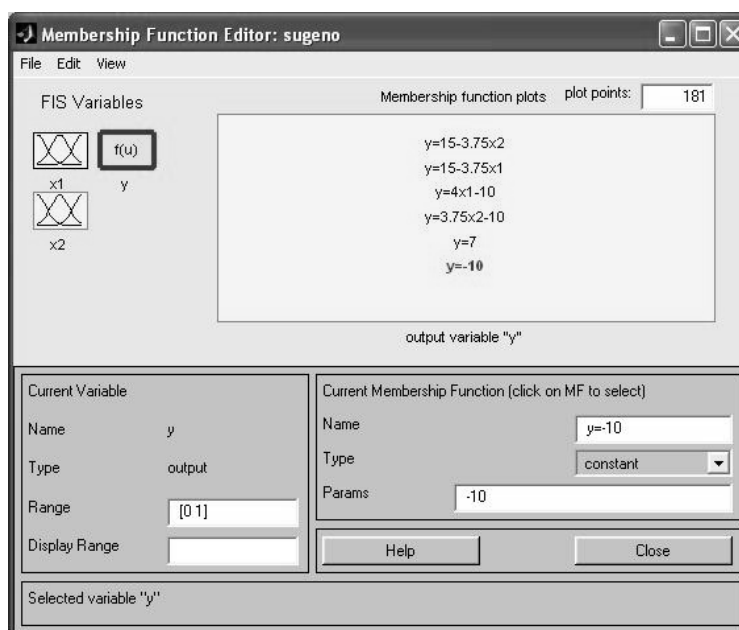 Membership Function Editor: sugeno
File Edit View
FIS Variables
f(u)
x1
y
x2
Membership function plots
plot points:
181
y=15-3.75x2
y=15-3.75x1
y=4x1-10
y=3.75x2-10
y=7
y=-10
output variable "y"
Current Variable
Name y
Type output
Range [0 1]
Display Range
Current Membership Function (click on MF to select)
Name y=-10
Type constant
Params -10
Help Close
Selected variable "y"